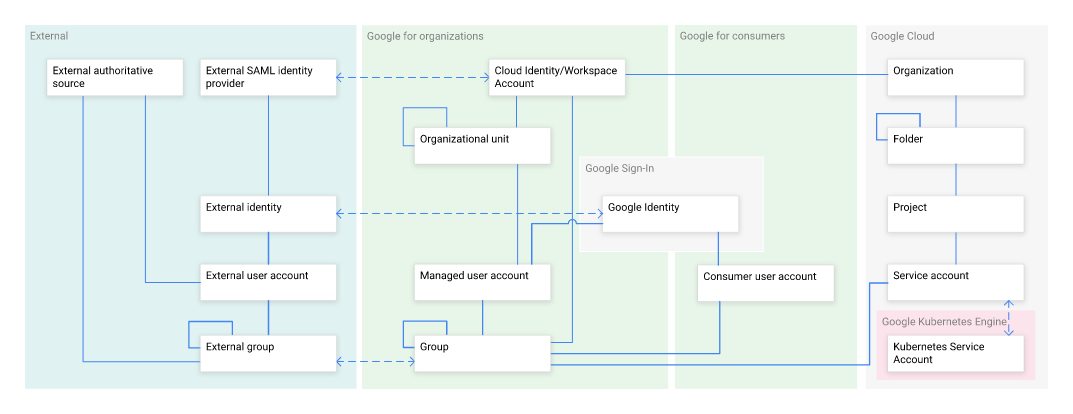 External
Google for organizations
Google for consumers
Google Cloud
External authoritative
source
External SAML identity
provider
Cloud Identity/Workspace
Account
Organization
Organizational unit
Folder
Google Sign-In
External identity
Google Identity
Project
External user account
Managed user account
Consumer user account
Service account
Google Kubernetes Engine
External group
Group
Kubernetes Service
Account